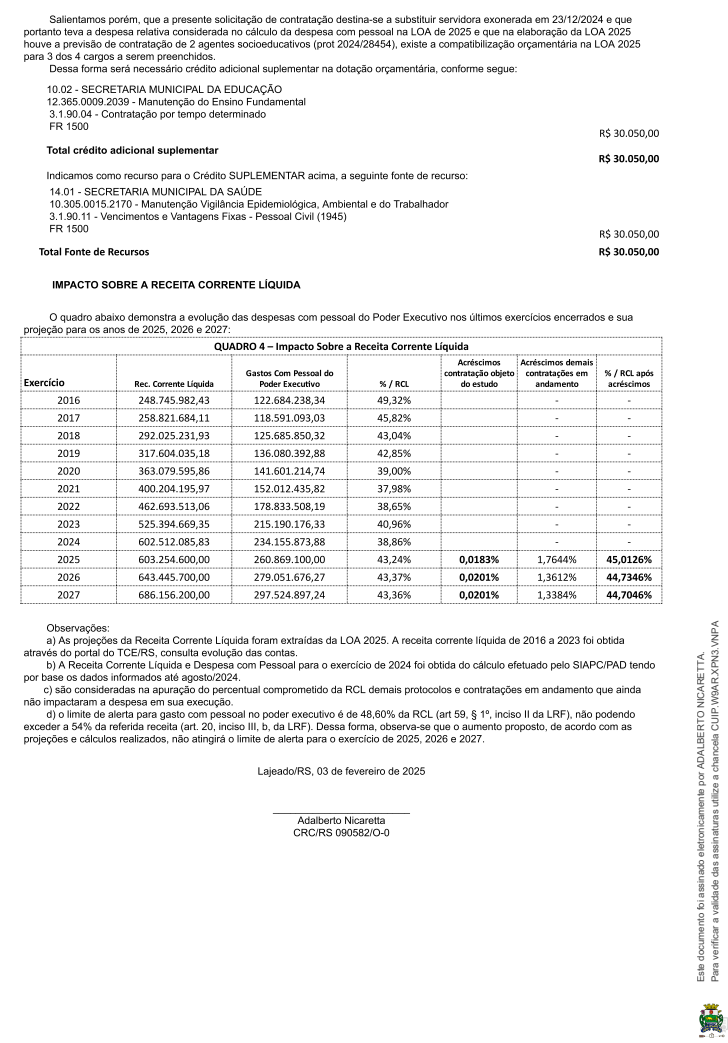 Salientamos porém, que a presente solicitação de contratação destina-se a substituir servidora exonerada em 23/12/2024 e que
portanto teva a despesa relativa considerada no cálculo da despesa com pessoal na LOA de 2025 e que na elaboração da LOA 2025
houve a previsão de contratação de 2 agentes socioeducativos (prot 2024/28454), existe a compatibilização orçamentária na LOA 2025
para 3 dos 4 cargos a serem preenchidos.
Dessa forma será necessário crédito adicional suplementar na dotação orçamentária, conforme segue:
10.02 - SECRETARIA MUNICIPAL DA EDUCAÇÃO
12.365.0009.2039 - Manutenção do Ensino Fundamental
3.1.90.04 - Contratação por tempo determinado
FR 1500
R$ 30.050,00
Total crédito adicional suplementar
R$ 30.050,00
Indicamos como recurso para o Crédito SUPLEMENTAR acima, a seguinte fonte de recurso:
14.01 - SECRETARIA MUNICIPAL DA SAÚDE
10.305.0015.2170 - Manutenção Vigilância Epidemiológica, Ambiental e do Trabalhador
3.1.90.11 - Vencimentos e Vantagens Fixas - Pessoal Civil (1945)
FR 1500
R$ 30.050,00
Total Fonte de Recursos R$ 30.050,00
IMPACTO SOBRE A RECEITA CORRENTE LÍQUIDA
O quadro abaixo demonstra a evolução das despesas com pessoal do Poder Executivo nos últimos exercícios encerrados e sua
projeção para os anos de 2025, 2026 e 2027:
QUADRO 4 – Impacto Sobre a Receita Corrente Líquida
Exercício Rec. Corrente Líquida Gastos Com Pessoal do Poder Executivo % / RCL Acréscimos contratação objeto do estudo Acréscimos demais contratações em andamento % / RCL após acréscimos
2016 248.745.982,43 122.684.238,34 49,32% - -
2017 258.821.684,11 118.591.093,03 45,82% - -
2018 292.025.231,93 125.685.850,32 43,04% - -
2019 317.604.035,18 136.080.392,88 42,85% - -
2020 363.079.595,86 141.601.214,74 39,00% - -
2021 400.204.195,97 152.012.435,82 37,98% - -
2022 462.693.513,06 178.833.508,19 38,65% - -
2023 525.394.669,35 215.190.176,33 40,96% - -
2024 602.512.085,83 234.155.873,88 38,86% - -
2025 603.254.600,00 260.869.100,00 43,24% 0,0183% 1,7644% 45,0126%
2026 643.445.700,00 279.051.676,27 43,37% 0,0201% 1,3612% 44,7346%
2027 686.156.200,00 297.524.897,24 43,36% 0,0201% 1,3384% 44,7046%
Observações:
a) As projeções da Receita Corrente Líquida foram extraídas da LOA 2025. A receita corrente líquida de 2016 a 2023 foi obtida
através do portal do TCE/RS, consulta evolução das contas.
b) A Receita Corrente Líquida e Despesa com Pessoal para o exercício de 2024 foi obtida do cálculo efetuado pelo SIAPC/PAD tendo
por base os dados informados até agosto/2024.
c) são consideradas na apuração do percentual comprometido da RCL demais protocolos e contratações em andamento que ainda
não impactaram a despesa em sua execução.
d) o limite de alerta para gasto com pessoal no poder executivo é de 48,60% da RCL (art 59, § 1º, inciso II da LRF), não podendo
exceder a 54% da referida receita (art. 20, inciso III, b, da LRF). Dessa forma, observa-se que o aumento proposto, de acordo com as
projeções e cálculos realizados, não atingirá o limite de alerta para o exercício de 2025, 2026 e 2027.
Lajeado/RS, 03 de fevereiro de 2025
Adalberto Nicaretta
CRC/RS 090582/O-0
Este documento foi assinado eletronicamente por ADALBERTO NICARETTA.
Para verificar a validade das assinaturas utilize a chancela CUIP.W9AR.XPN3.VNPA